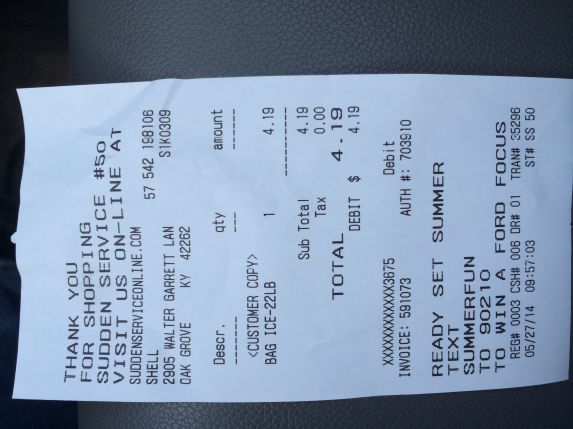 THANK YOU
FOR SHOPPING
SUDDEN SERVICE #50
VISIT US ON-LINE AT
SUDDENSERVICEONLINE.COM
SHELL 57 542 198106
2905 WALTER GARRETT LAN S1K0309
OAK GROVE KY 42262
Descr. qty amount
------ --- ------
<CUSTOMER COPY>
BAG ICE-22LB 1 4.19
--------
Sub Total 4.19
Tax 0.00
TOTAL 4.19
DEBIT $ 4.19
XXXXXXXXXXXXX3675 Debit
INVOICE: 591073 AUTH #: 703910
READY SET SUMMER
TEXT
SUMMERFUN
TO 90210
TO WIN A FORD FOCUS
REG# 0003 CSH# 006 DR# 01 TRAN# 35296
05/27/14 09:57:03 ST# SS 50